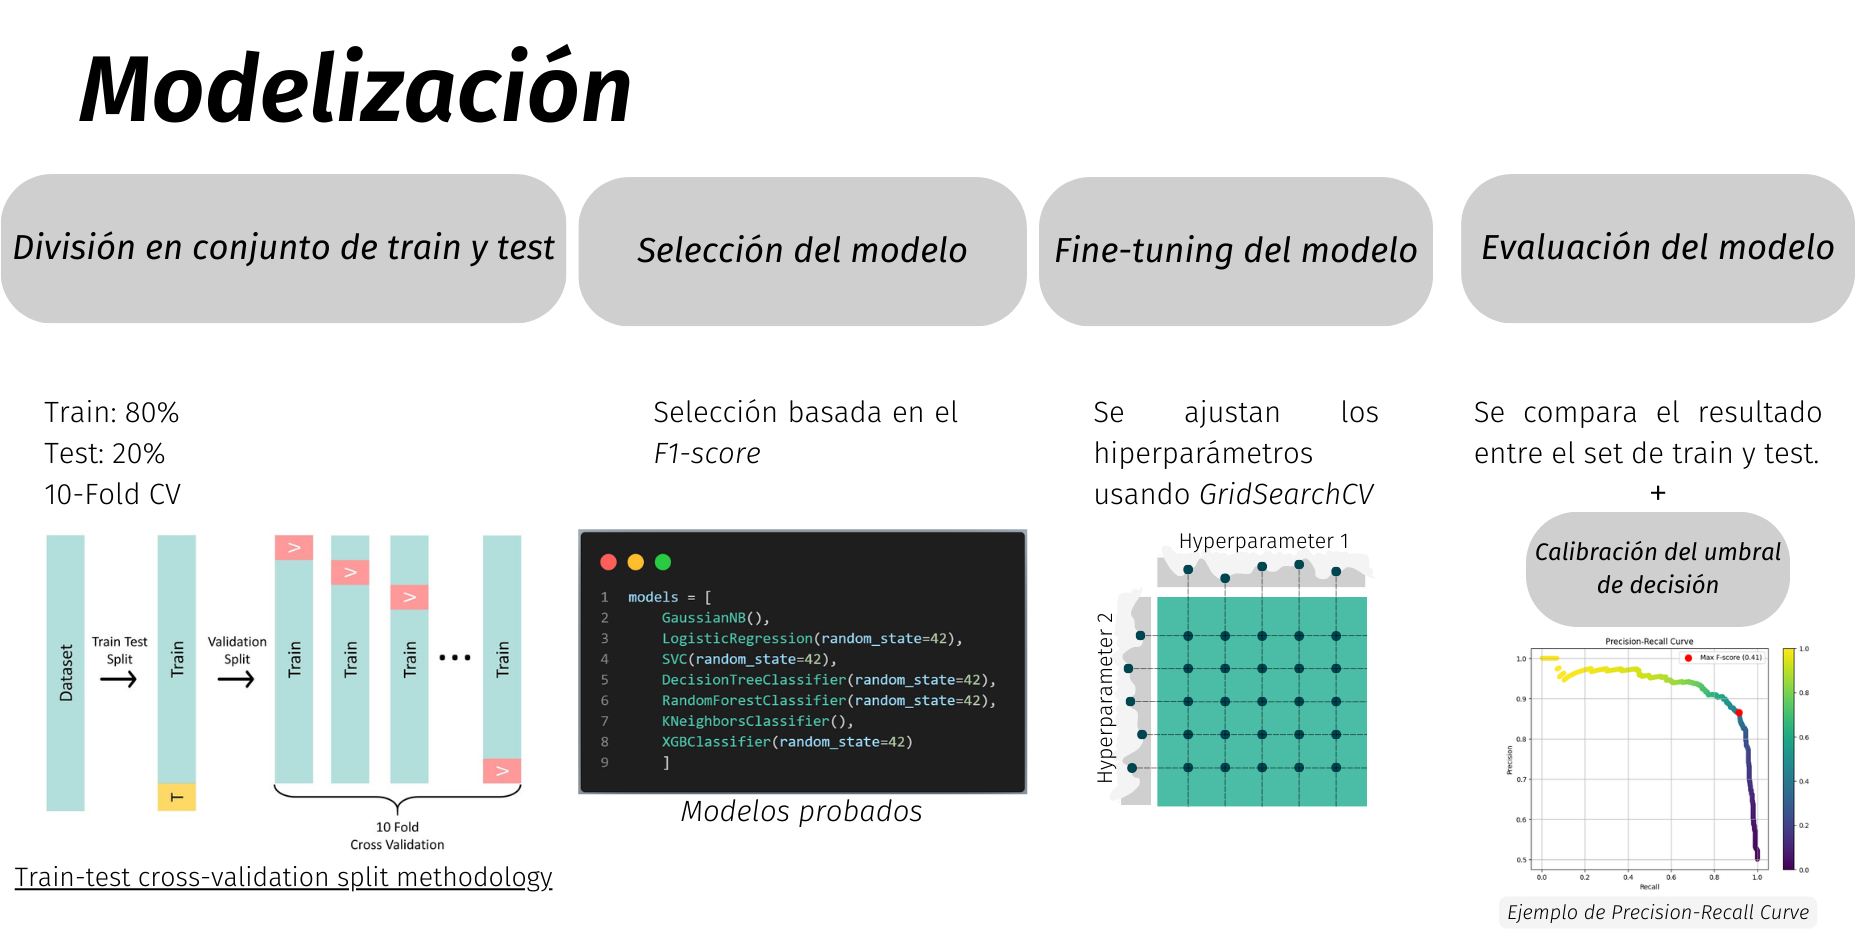 Modelización
División en conjunto de train y test
Selección del modelo
Fine-tuning del modelo
Evaluación del modelo
Train: 80%
Test: 20%
10-Fold CV
Dataset
Train Test
Split
Train
T
Validation
Split
Train
V
Train
V
Train
V
...
Train
V
10 Fold
Cross Validation
Train-test cross-validation split methodology
Selección basada en el
F1-score
1 models = [
2 GaussianNB(),
3 LogisticRegression(random_state=42),
4 SVC(random_state=42),
5 DecisionTreeClassifier(random_state=42),
6 RandomForestClassifier(random_state=42),
7 KNeighborsClassifier(),
8 XGBClassifier(random_state=42)
9 ]
Modelos probados
Se ajustan los
hiperparámetros
usando GridSearchCV
Hyperparameter 1
Hyperparameter 2
Se compara el resultado
entre el set de train y test.
+
Calibración del umbral
de decisión
Precision-Recall Curve
Max F-score (0.41)
1.0
0.9
0.8
0.7
0.6
0.5
Precision
0.0 0.2 0.4 0.6 0.8 1.0
Recall
1.0
0.8
0.6
0.4
0.2
0.0
Ejemplo de Precision-Recall Curve